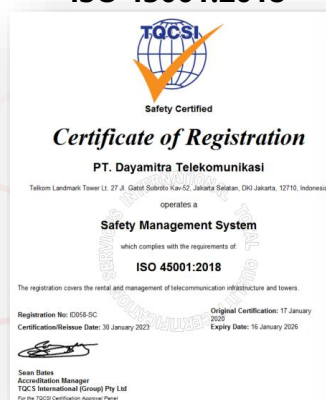 ISO 45001:2018
TQCSI
Safety Certified
Certificate of Registration
PT. Dayamitra Telekomunikasi
Telkom Landmark Tower Lt. 27 Jl. Gatot Subroto Kav-52, Jakarta Selatan, DKI Jakarta, 12710, Indonesia
operates a
Safety Management System
which complies with the requirements of:
ISO 45001:2018
The registration covers the rental and management of telecommunication infrastructure and towers.
Registration No: ID058-SC
Original Certification: 17 January 2020
Certification/Reissue Date: 30 January 2023
Expiry Date: 16 January 2026
Sean Bates
Accreditation Manager
TQCS International (Group) Pty Ltd
For the TQCSI Certification Approval Panel